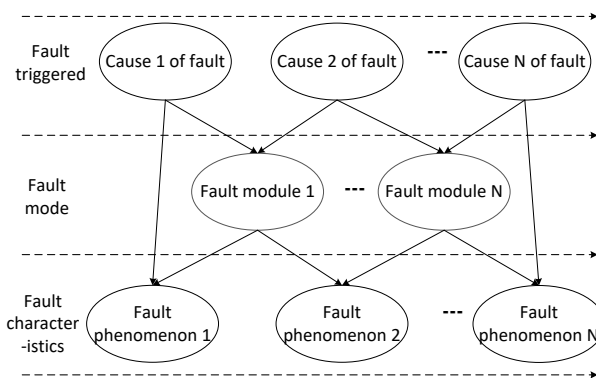 Fault
triggered
Cause 1 of fault
Cause 2 of fault
---
Cause N of fault
Fault
mode
Fault module 1
---
Fault module N
Fault
character
-istics
Fault
phenomenon 1
Fault
phenomenon 2
---
Fault
phenomenon N